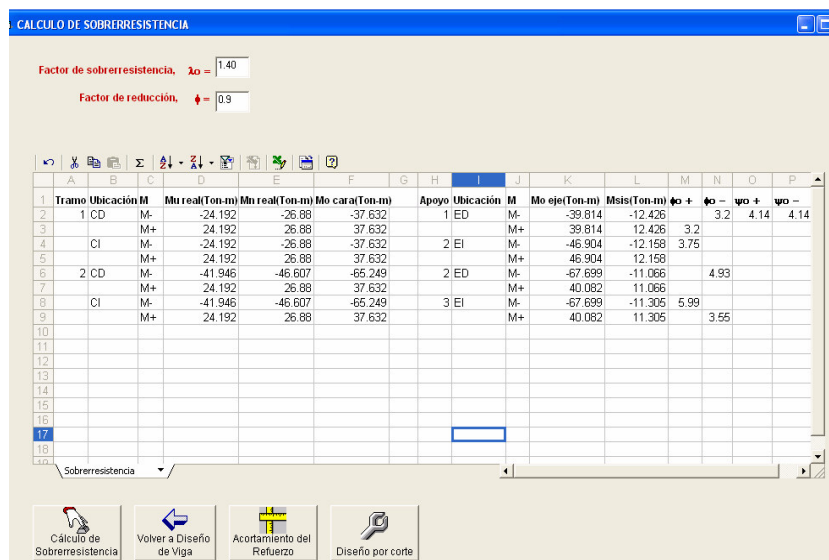 CALCULO DE SOBRERRESISTENCIA
Factor de sobrerresistencia, λo = 1.40
Factor de reducción, ϕ = 0.9
A B C D E F G H I J K L M N O P
1 Tramo Ubicación M Mu real(Ton-m) Mn real(Ton-m) Mo cara(Ton-m) Apoyo Ubicación M Mo eje(Ton-m) Msis(Ton-m) ϕo + ϕo − ψo + ψo −
2 1 CD M- -24.192 -26.88 -37.632 1 ED M- -39.814 -12.426 3.2 4.14 4.14
3 M+ 24.192 26.88 37.632 M+ 39.814 12.426 3.2
4 CI M- -24.192 -26.88 -37.632 2 EI M- -46.904 -12.158 3.75
5 M+ 24.192 26.88 37.632 M+ 46.904 12.158
6 2 CD M- -41.946 -46.607 -65.249 2 ED M- -67.699 -11.066 4.93
7 M+ 24.192 26.88 37.632 M+ 40.082 11.066
8 CI M- -41.946 -46.607 -65.249 3 EI M- -67.699 -11.305 5.99
9 M+ 24.192 26.88 37.632 M+ 40.082 11.305 3.55
10
11
12
13
14
15
16
17
18
19
Sobrerresistencia
Cálculo de Sobrerresistencia
Volver a Diseño de Viga
Acortamiento del Refuerzo
Diseño por corte